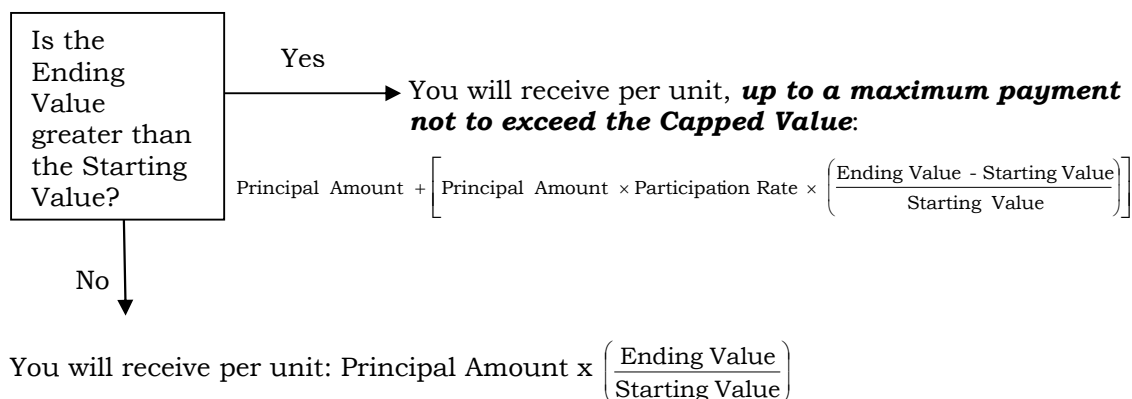 Is the
Ending
Value
greater than
the Starting
Value?
Yes
You will receive per unit, up to a maximum payment
not to exceed the Capped Value:
Principal Amount + [Principal Amount × Participation Rate × (Ending Value - Starting Value / Starting Value)]
No
You will receive per unit: Principal Amount x (Ending Value / Starting Value)